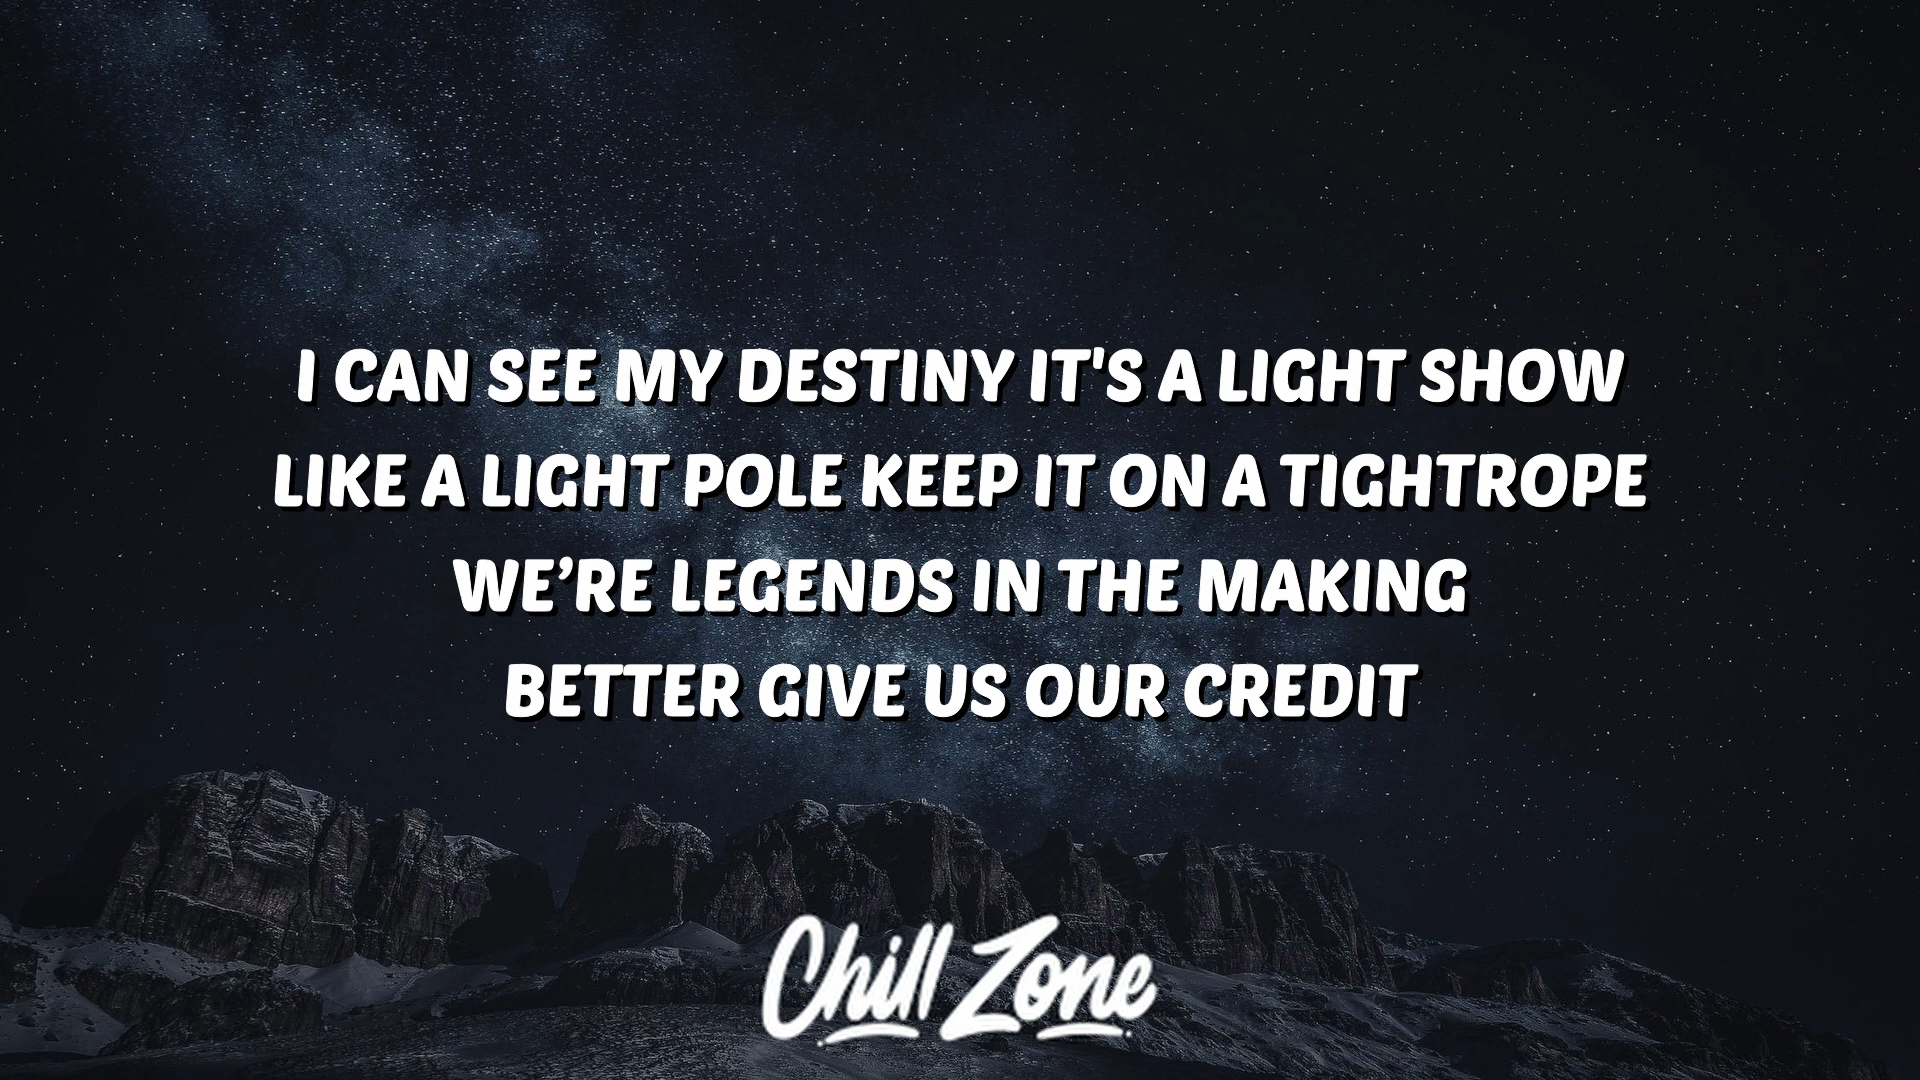 I CAN SEE MY DESTINY IT'S A LIGHT SHOW
LIKE A LIGHT POLE KEEP IT ON A TIGHTROPE
WE’RE LEGENDS IN THE MAKING
BETTER GIVE US OUR CREDIT
Chill Zone